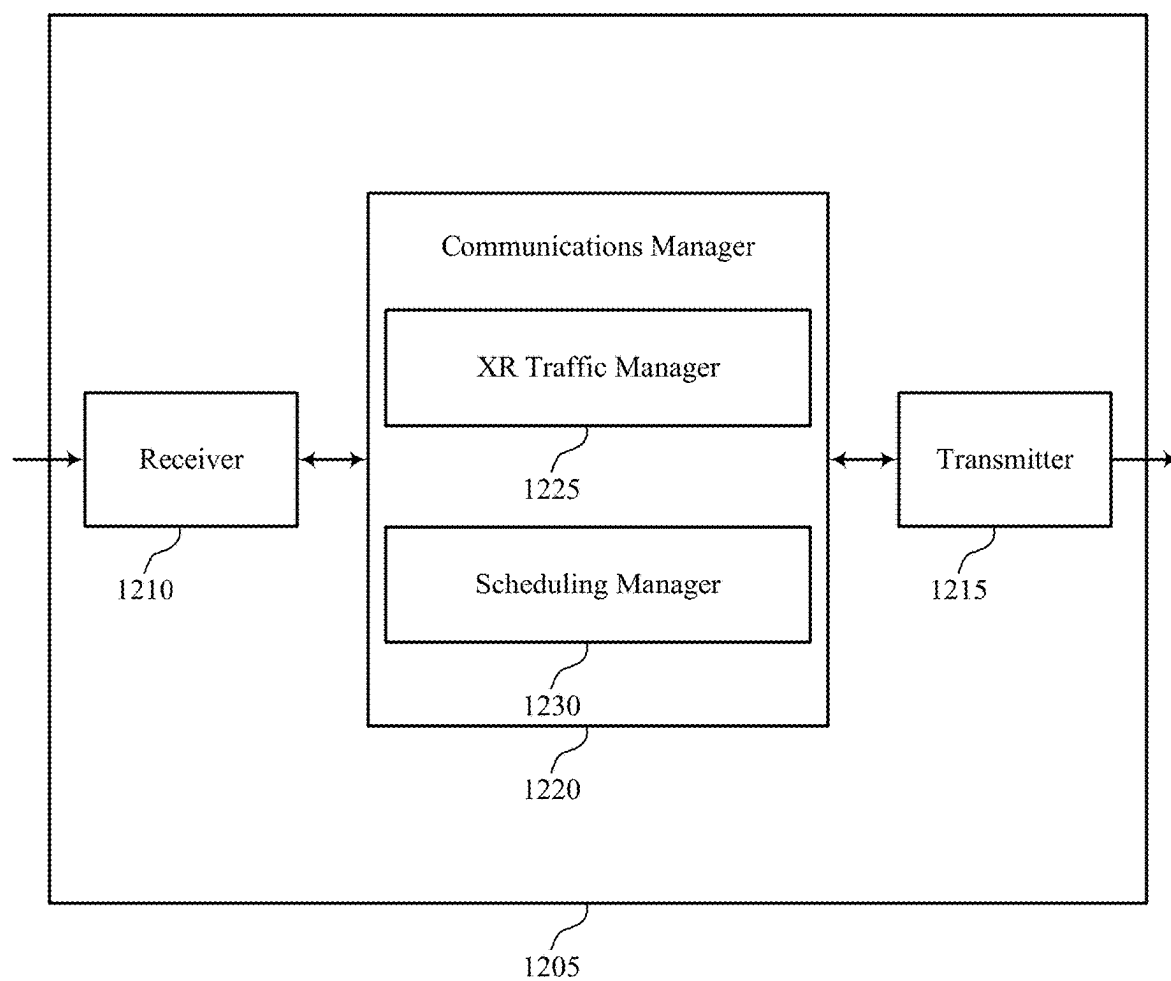 Communications Manager
XR Traffic Manager
1225
Receiver
1210
Transmitter
1215
Scheduling Manager
1230
1220
1205